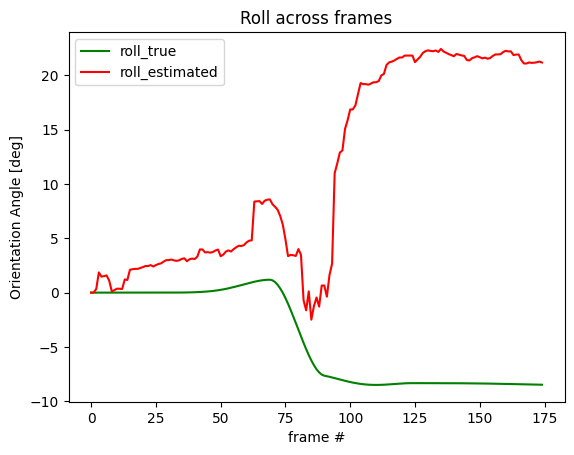 Roll across frames
roll_true
roll_estimated
Orientation Angle [deg]
20
15
10
5
0
−5
−10
0 25 50 75 100 125 150 175
frame #